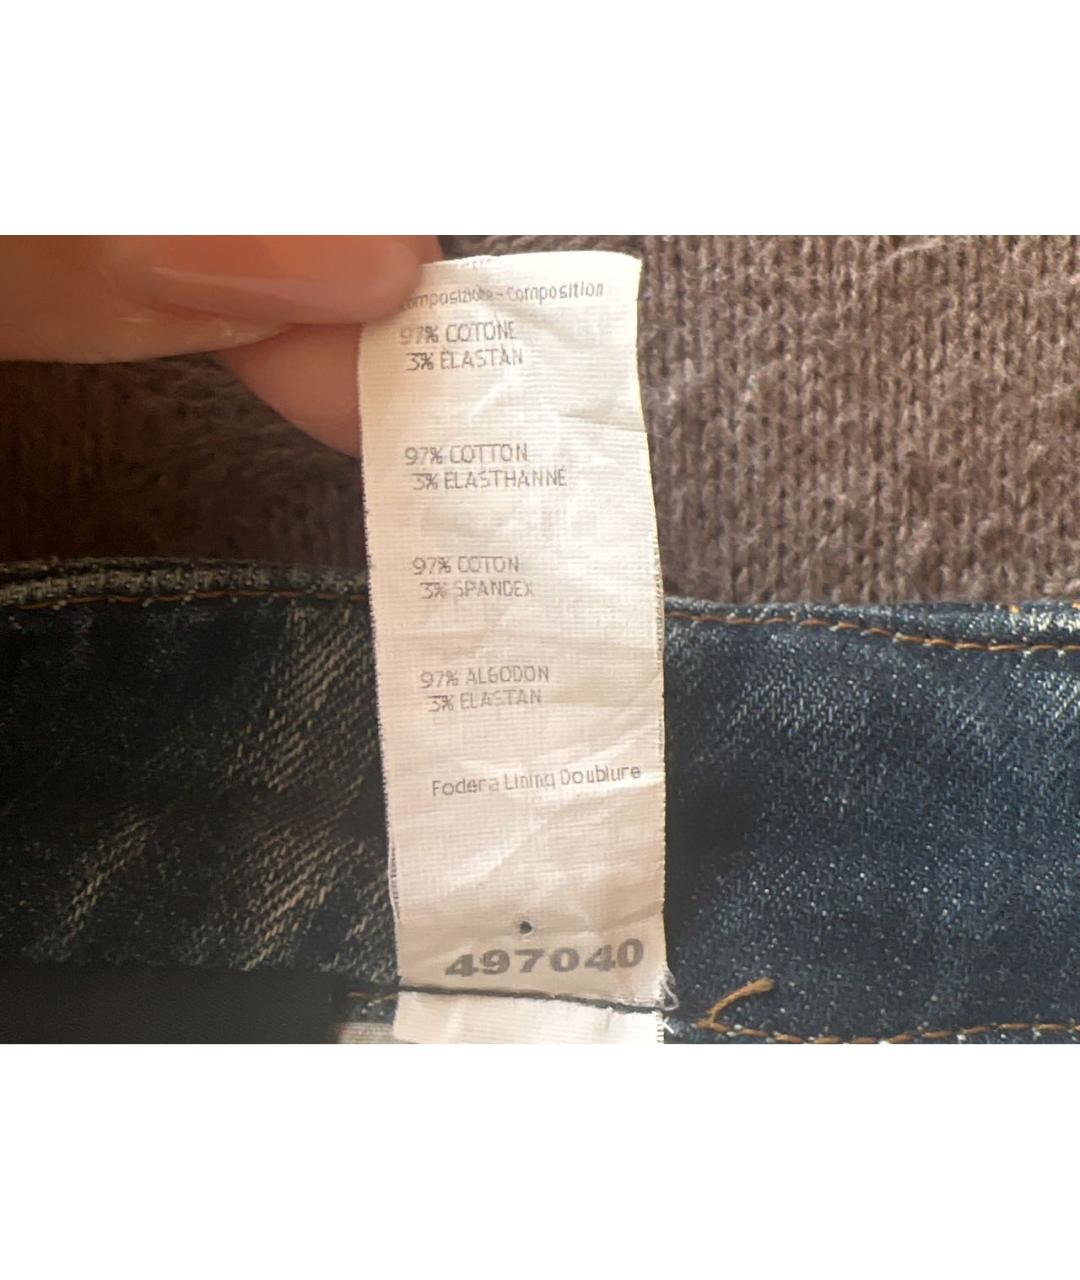 Composizione - Composition
97% COTONE
3% ELASTAN
97% COTTON
3% ELASTHANNE
97% COTON
3% SPANDEX
97% ALGODON
3% ELASTAN
Fodera Lining Doublure
497040